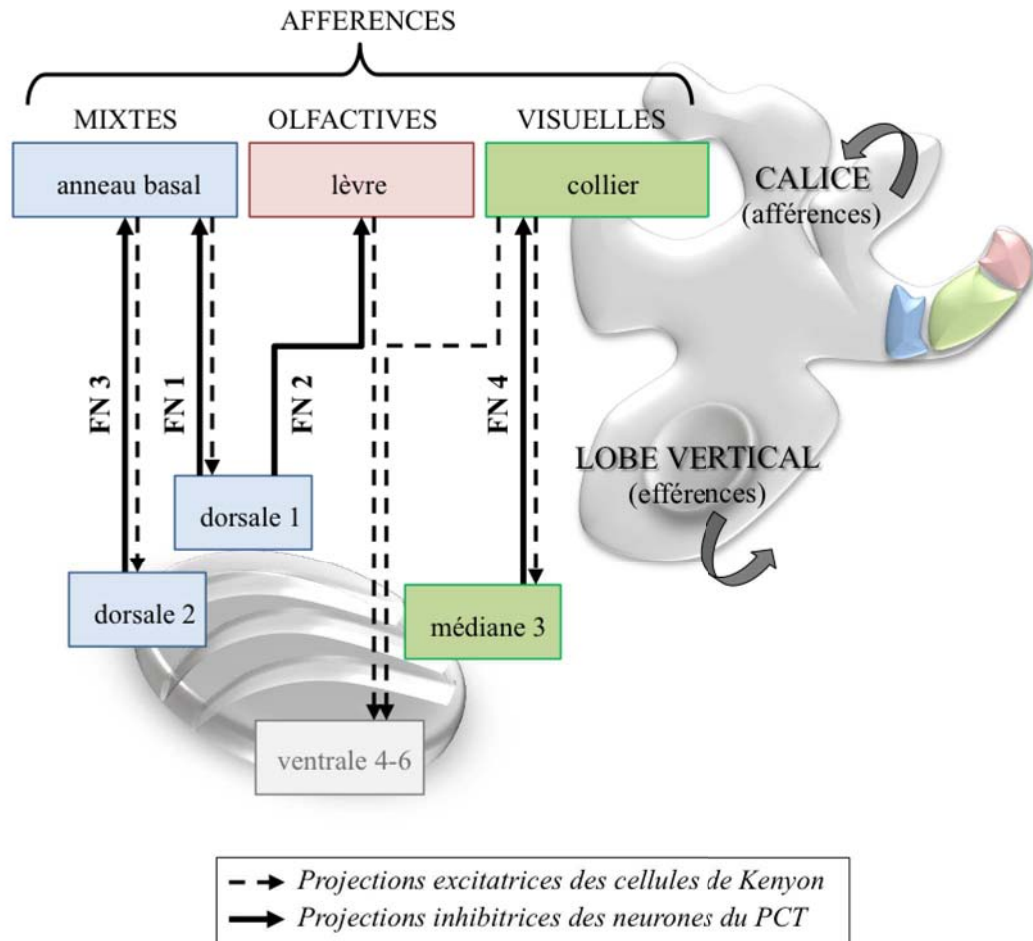 AFFERENCES
MIXTES OLFACTIVES VISUELLES
anneau basal lèvre collier
CALICE
(afférences)
FN 3
FN 1
FN 2
FN 4
LOBE VERTICAL
(efférences)
dorsale 1
dorsale 2
médiane 3
ventrale 4-6
Projections excitatrices des cellules de Kenyon
Projections inhibitrices des neurones du PCT